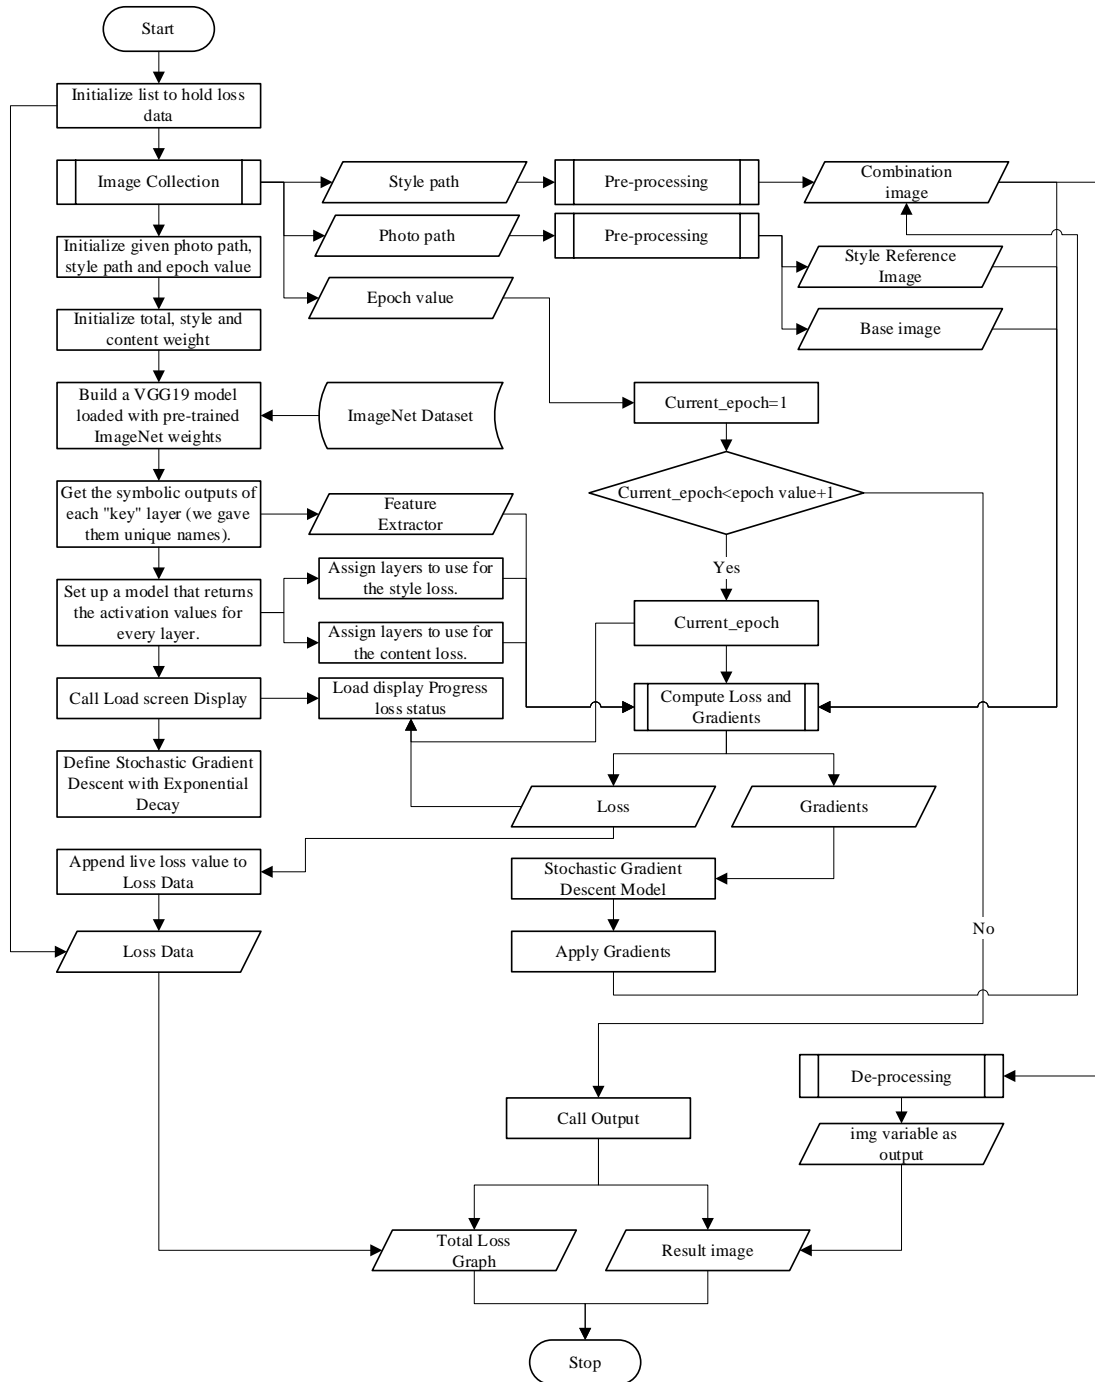 Start
Initialize list to hold loss
data
Image Collection
Style path
Pre-processing
Combination
image
Photo path
Pre-processing
Initialize given photo path,
style path and epoch value
Style Reference
Image
Epoch value
Initialize total, style and
content weight
Base image
Build a VGG19 model
loaded with pre-trained
ImageNet weights
ImageNet Dataset
Current_epoch=1
Get the symbolic outputs of
each "key" layer (we gave
them unique names).
Feature
Extractor
Current_epoch<epoch value+1
Yes
Set up a model that returns
the activation values for
every layer.
Assign layers to use for
the style loss.
Assign layers to use for
the content loss.
Current_epoch
Call Load screen Display
Load display Progress
loss status
Compute Loss and
Gradients
Define Stochastic Gradient
Descent with Exponential
Decay
Loss
Gradients
Append live loss value to
Loss Data
Stochastic Gradient
Descent Model
No
Loss Data
Apply Gradients
De-processing
Call Output
img variable as
output
Total Loss
Graph
Result image
Stop